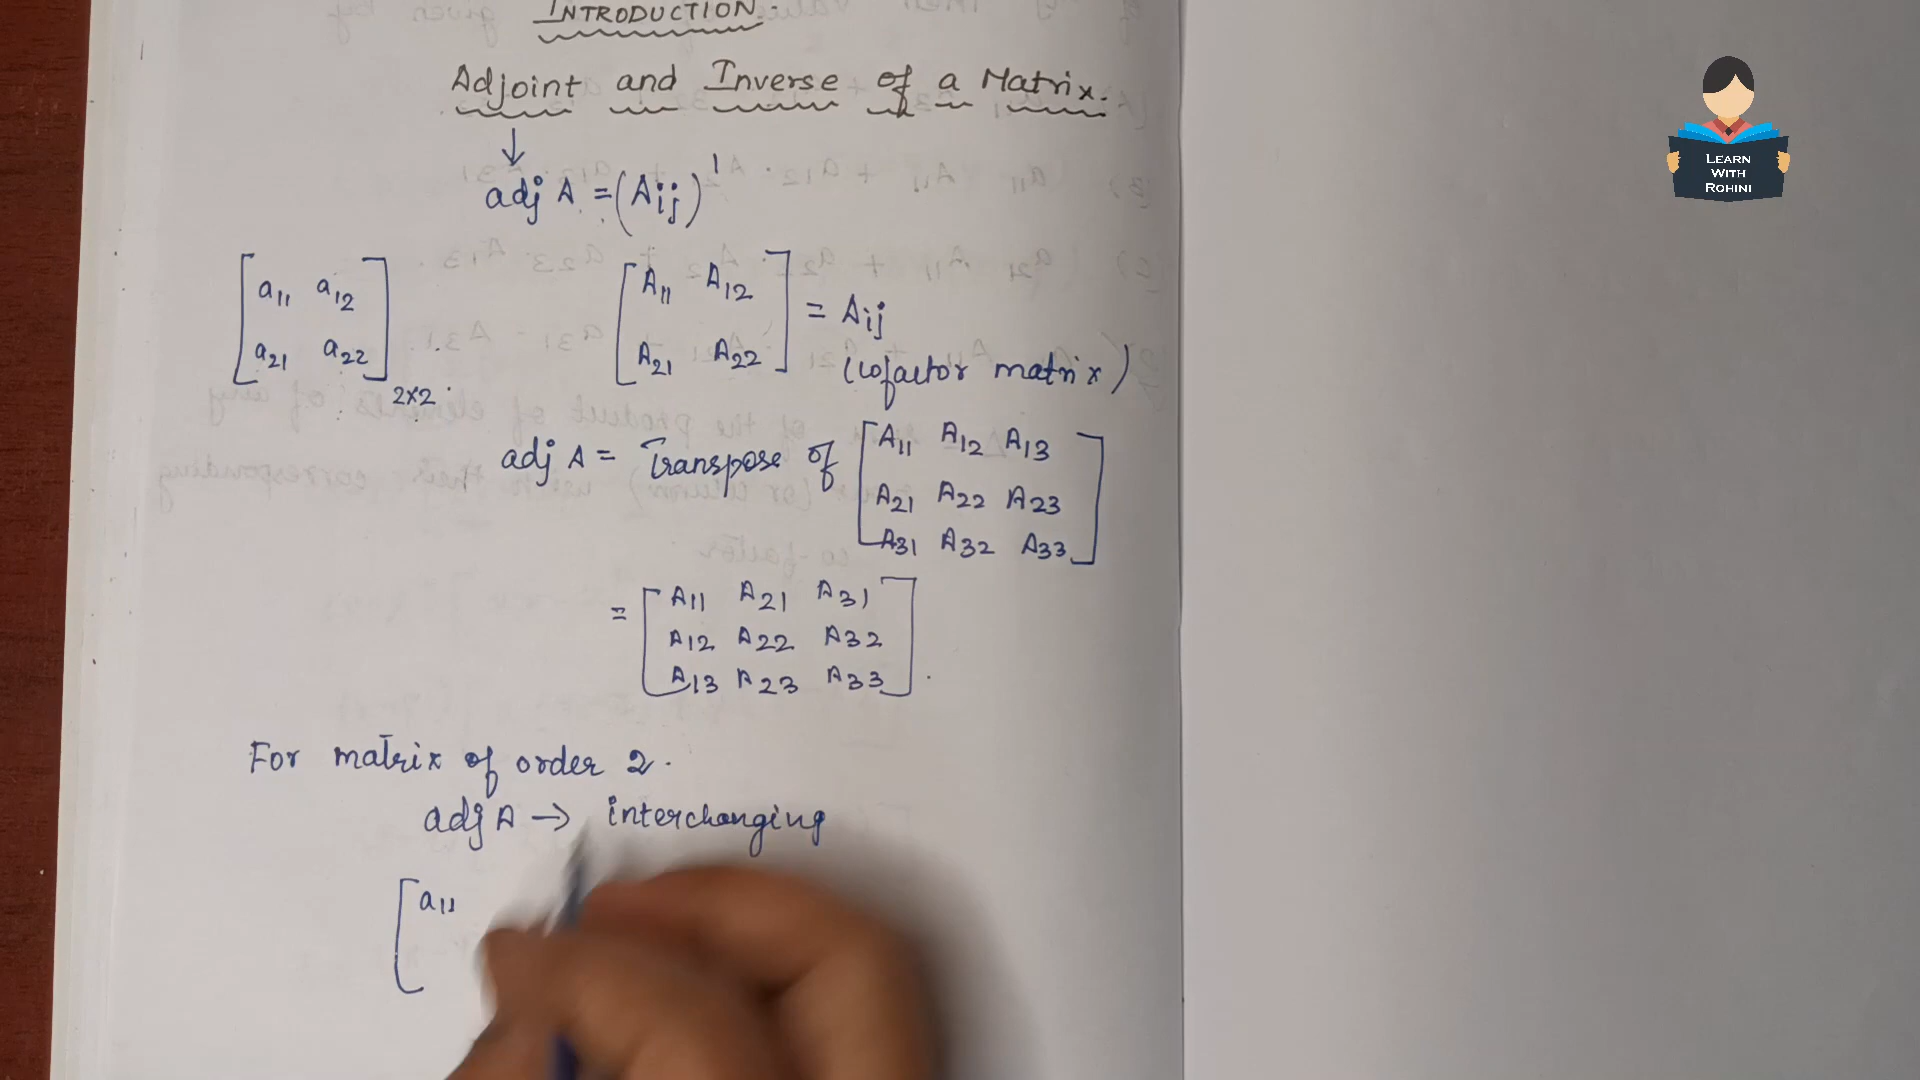 INTRODUCTION.
Adjoint and Inverse of a Matrix.
↓
adj A = (Aij)'
[a11 a12
a21 a22] 2×2
[A11 A12
A21 A22] = Aij
(cofactor matrix)
adj A = Transpose of [A11 A12 A13
A21 A22 A23
A31 A32 A33]
= [A11 A21 A31
A12 A22 A32
A13 A23 A33].
For matrix of order 2.
adj A → interchanging
[a11
LEARN
WITH
ROHINI